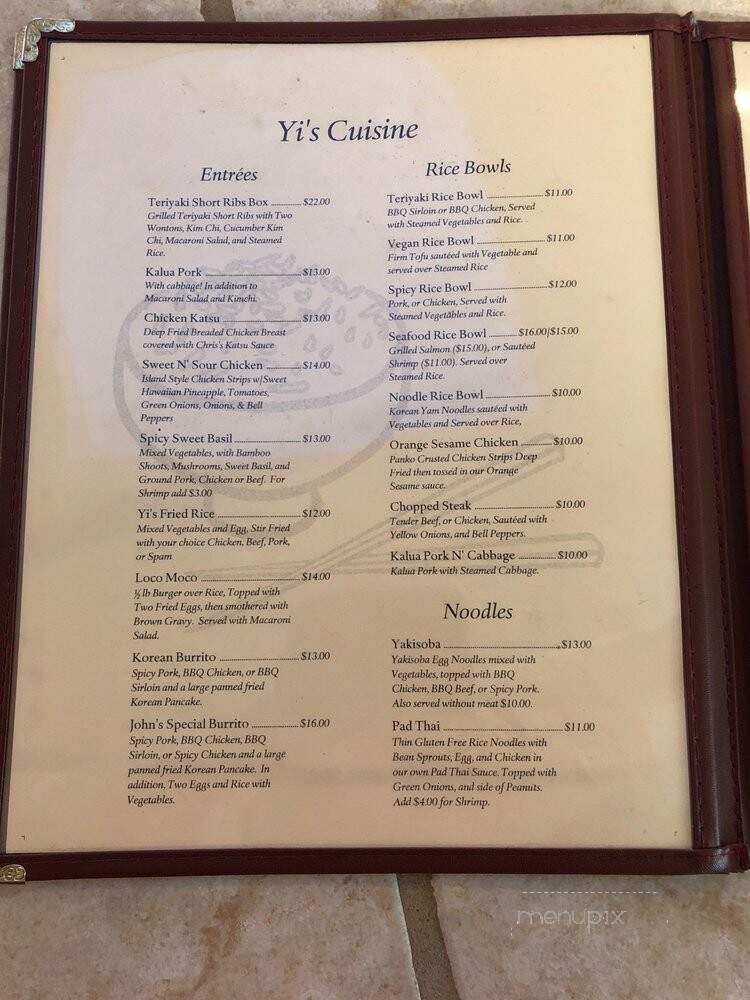 Yi's Cuisine
Entrées
Teriyaki Short Ribs Box $22.00
Grilled Teriyaki Short Ribs with Two
Wontons, Kim Chi, Cucumber Kim
Chi, Macaroni Salad, and Steamed
Rice.
Kalua Pork $13.00
With cabbage! In addition to
Macaroni Salad and Kimchi.
Chicken Katsu $13.00
Deep Fried Breaded Chicken Breast
covered with Chris's Katsu Sauce
Sweet N' Sour Chicken $14.00
Island Style Chicken Strips w/Sweet
Hawaiian Pineapple, Tomatoes,
Green Onions, Onions, & Bell
Peppers
Spicy Sweet Basil $13.00
Mixed Vegetables, with Bamboo
Shoots, Mushrooms, Sweet Basil, and
Ground Pork, Chicken or Beef. For
Shrimp add $3.00
Yi's Fried Rice $12.00
Mixed Vegetables and Egg, Stir Fried
with your choice Chicken, Beef, Pork,
or Spam
Loco Moco $14.00
½ lb Burger over Rice, Topped with
Two Fried Eggs, then smothered with
Brown Gravy. Served with Macaroni
Salad.
Korean Burrito $13.00
Spicy Pork, BBQ Chicken, or BBQ
Sirloin and a large panned fried
Korean Pancake.
John's Special Burrito $16.00
Spicy Pork, BBQ Chicken, BBQ
Sirloin, or Spicy Chicken and a large
panned fried Korean Pancake. In
addition, Two Eggs and Rice with
Vegetables.
Rice Bowls
Teriyaki Rice Bowl $11.00
BBQ Sirloin or BBQ Chicken, Served
with Steamed Vegetables and Rice.
Vegan Rice Bowl $11.00
Firm Tofu sautéed with Vegetable and
served over Steamed Rice
Spicy Rice Bowl $12.00
Pork, or Chicken, Served with
Steamed Vegetables and Rice.
Seafood Rice Bowl $16.00|$15.00
Grilled Salmon ($15.00), or Sautéed
Shrimp ($11.00). Served over
Steamed Rice.
Noodle Rice Bowl $10.00
Korean Yam Noodles sautéed with
Vegetables and Served over Rice,
Orange Sesame Chicken $10.00
Panko Crusted Chicken Strips Deep
Fried then tossed in our Orange
Sesame sauce.
Chopped Steak $10.00
Tender Beef, or Chicken, Sautéed with
Yellow Onions, and Bell Peppers.
Kalua Pork N' Cabbage $10.00
Kalua Pork with Steamed Cabbage.
Noodles
Yakisoba $13.00
Yakisoba Egg Noodles mixed with
Vegetables, topped with BBQ
Chicken, BBQ Beef, or Spicy Pork.
Also served without meat $10.00.
Pad Thai $11.00
Thin Gluten Free Rice Noodles with
Bean Sprouts, Egg, and Chicken in
our own Pad Thai Sauce. Topped with
Green Onions, and side of Peanuts.
Add $4.00 for Shrimp.
menupix